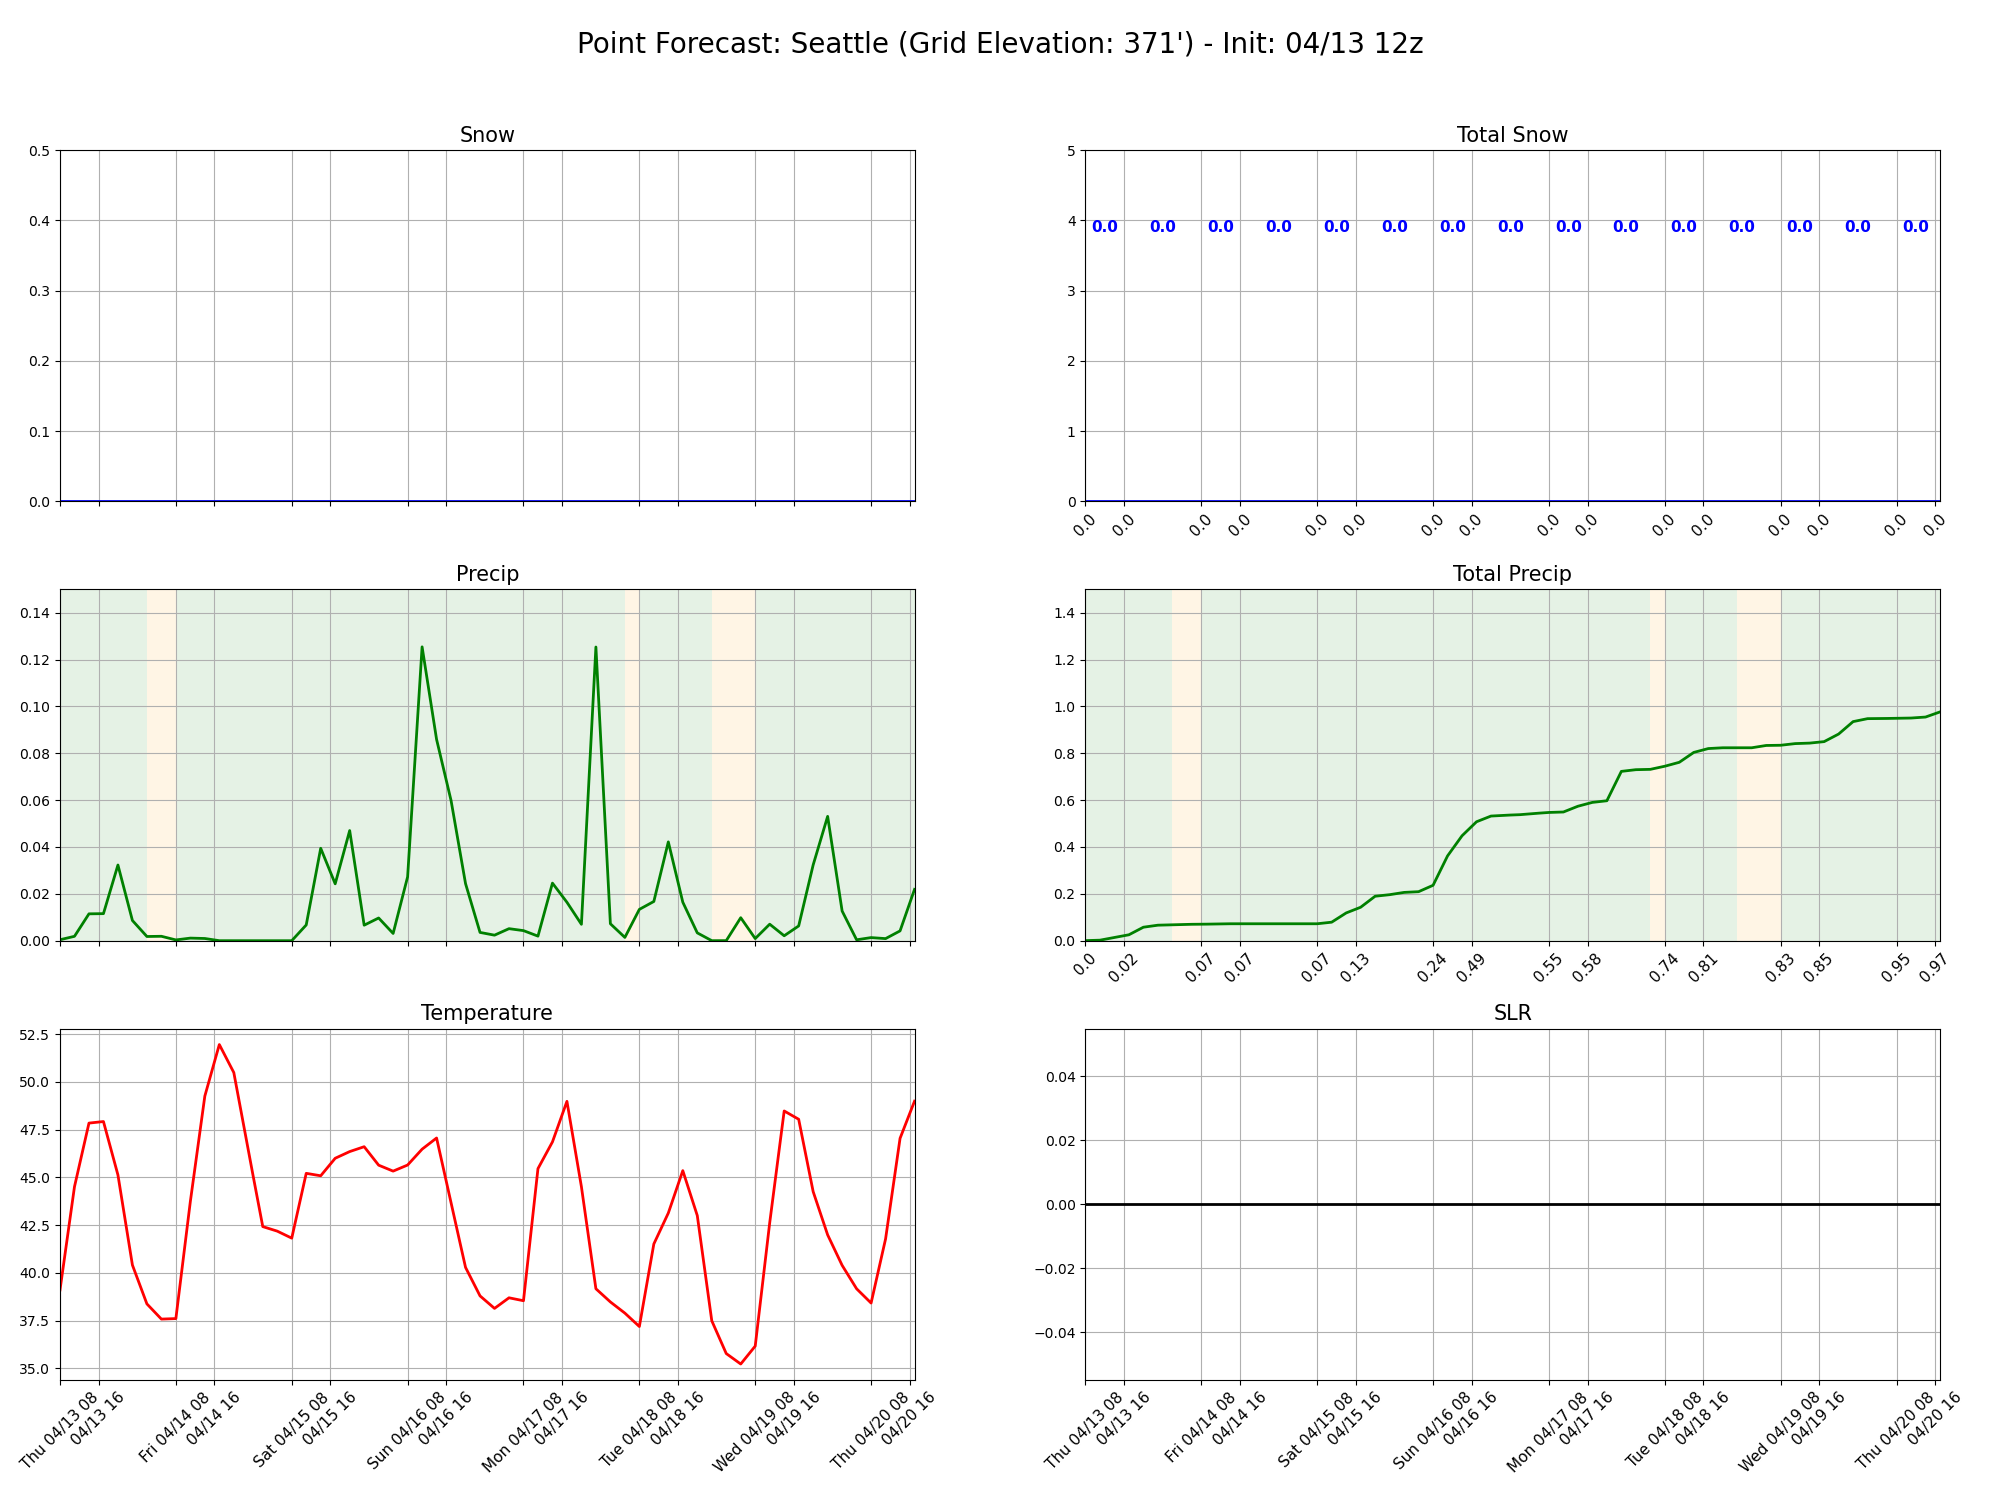 Point Forecast: Seattle (Grid Elevation: 371') - Init: 04/13 12z
Snow
0.5
0.4
0.3
0.2
0.1
0.0
Total Snow
5
4
3
2
1
0
0.0 0.0 0.0 0.0 0.0 0.0 0.0 0.0 0.0 0.0 0.0 0.0 0.0 0.0 0.0
0.0 0.0 0.0 0.0 0.0 0.0 0.0 0.0 0.0 0.0 0.0 0.0 0.0 0.0 0.0 0.0
Precip
0.14
0.12
0.10
0.08
0.06
0.04
0.02
0.00
Total Precip
1.4
1.2
1.0
0.8
0.6
0.4
0.2
0.0
0.0 0.02 0.07 0.07 0.07 0.13 0.24 0.49 0.55 0.58 0.74 0.81 0.83 0.85 0.95 0.97
Temperature
52.5
50.0
47.5
45.0
42.5
40.0
37.5
35.0
Thu 04/13 08
04/13 16
Fri 04/14 08
04/14 16
Sat 04/15 08
04/15 16
Sun 04/16 08
04/16 16
Mon 04/17 08
04/17 16
Tue 04/18 08
04/18 16
Wed 04/19 08
04/19 16
Thu 04/20 08
04/20 16
SLR
0.04
0.02
0.00
−0.02
−0.04
Thu 04/13 08
04/13 16
Fri 04/14 08
04/14 16
Sat 04/15 08
04/15 16
Sun 04/16 08
04/16 16
Mon 04/17 08
04/17 16
Tue 04/18 08
04/18 16
Wed 04/19 08
04/19 16
Thu 04/20 08
04/20 16